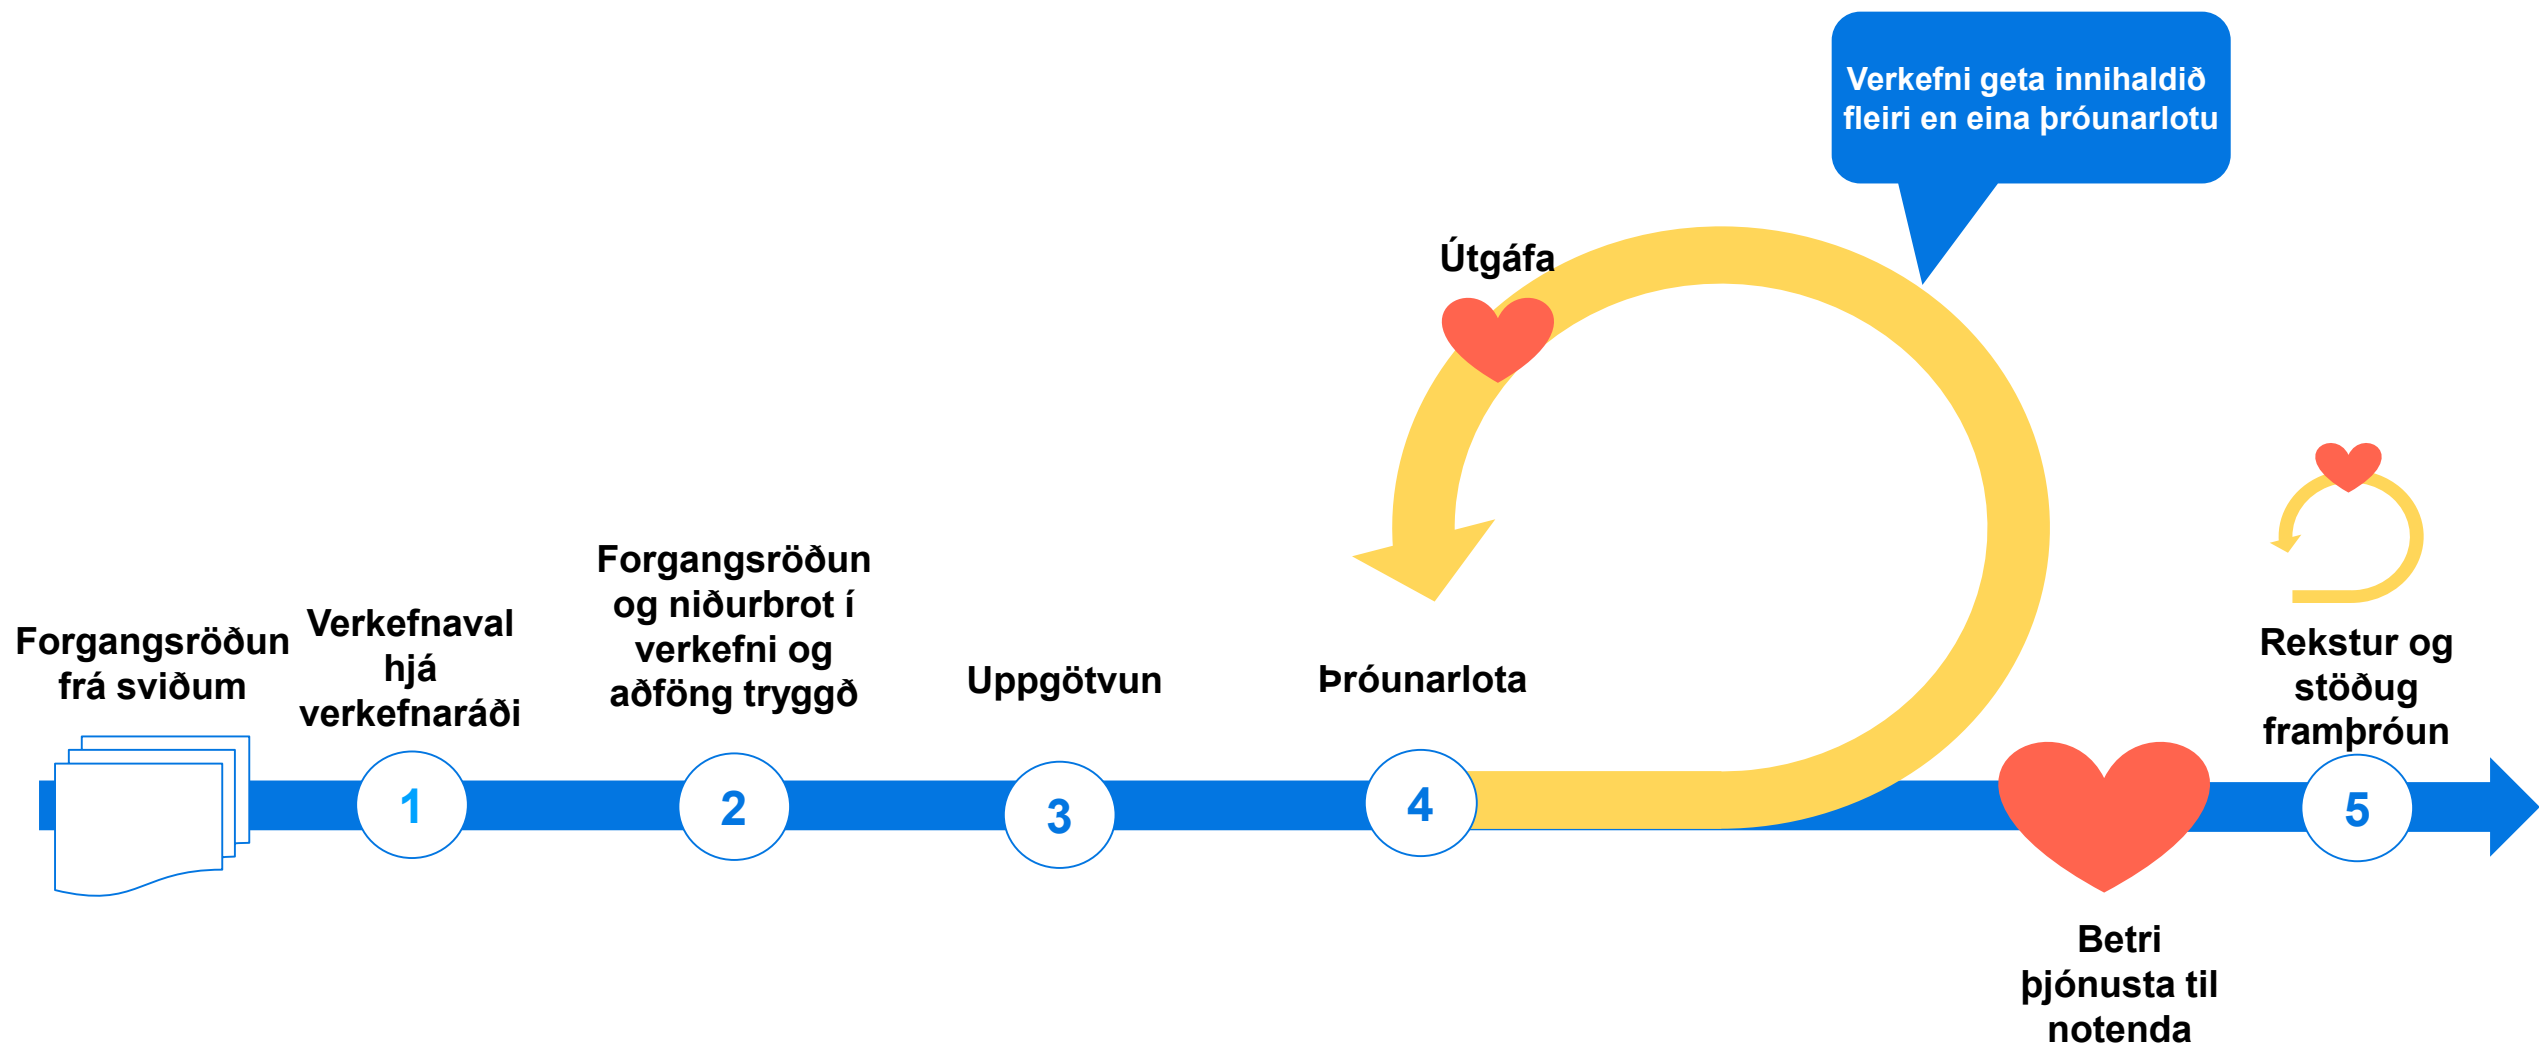 Verkefni geta innihaldið
fleiri en eina þróunarlotu
Útgáfa
Forgangsröðun
frá sviðum
Verkefnaval
hjá
verkefnaráði
Forgangsröðun
og niðurbrot í
verkefni og
aðföng tryggð
Uppgötvun
Þróunarlota
Rekstur og
stöðug
framþróun
1
2
3
4
5
Betri
þjónusta til
notenda